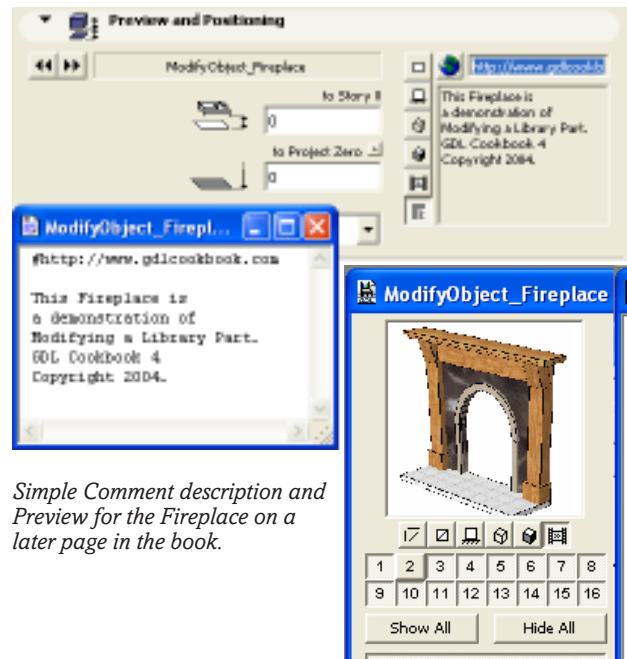 Preview and Positioning
ModifyObject_Fireplace
to Story
0
to Project Zero
0
This Fireplace is
a demonstration of
Modifying a Library Part.
GDL Cookbook 4
Copyright 2004.
ModifyObject_Firepl...
#http://www.gdlcookbook.com
This Fireplace is
a demonstration of
Modifying a Library Part.
GDL Cookbook 4
Copyright 2004.
Simple Comment description and
Preview for the Fireplace on a
later page in the book.
ModifyObject_Fireplace
1 2 3 4 5 6 7 8
9 10 11 12 13 14 15 16
Show All Hide All